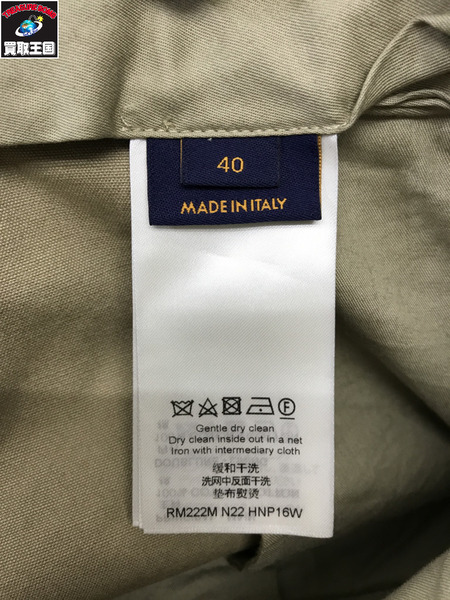 TREASURE KING
買取王国
40
MADE IN ITALY
Gentle dry clean
Dry clean inside out in a net
Iron with intermediary cloth
缓和干洗
洗网中反面干洗
垫布熨烫
RM222M N22 HNP16W